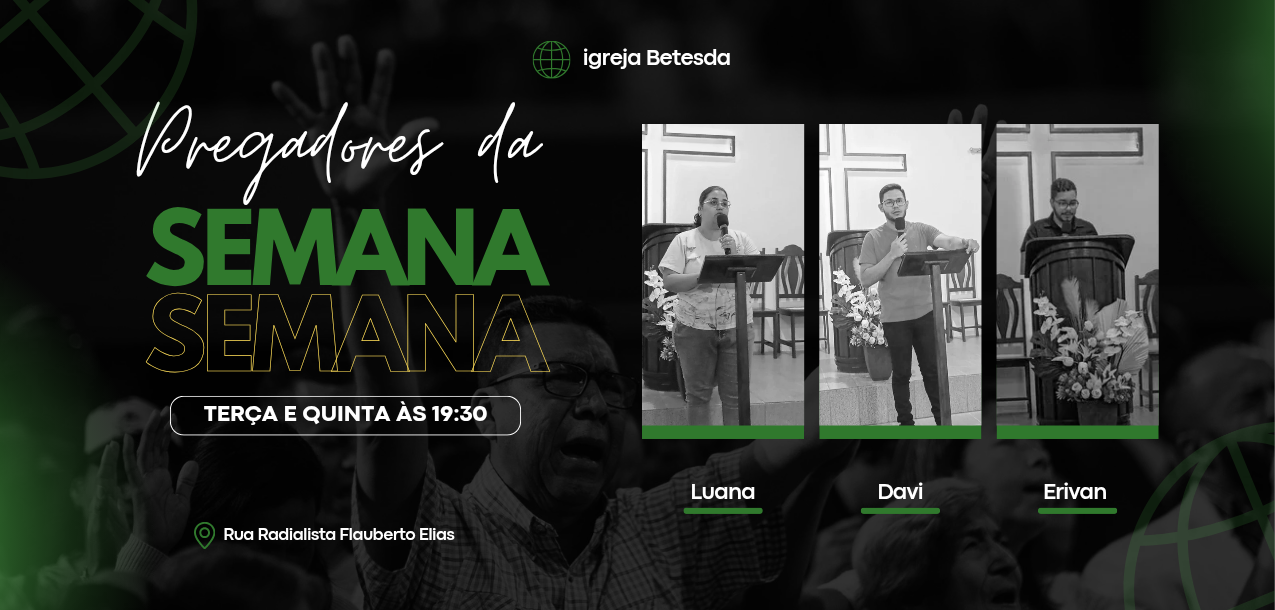 igreja Betesda
Pregadores da
SEMANA
SEMANA
TERÇA E QUINTA ÀS 19:30
Rua Radialista Flauberto Elias
Luana
Davi
Erivan